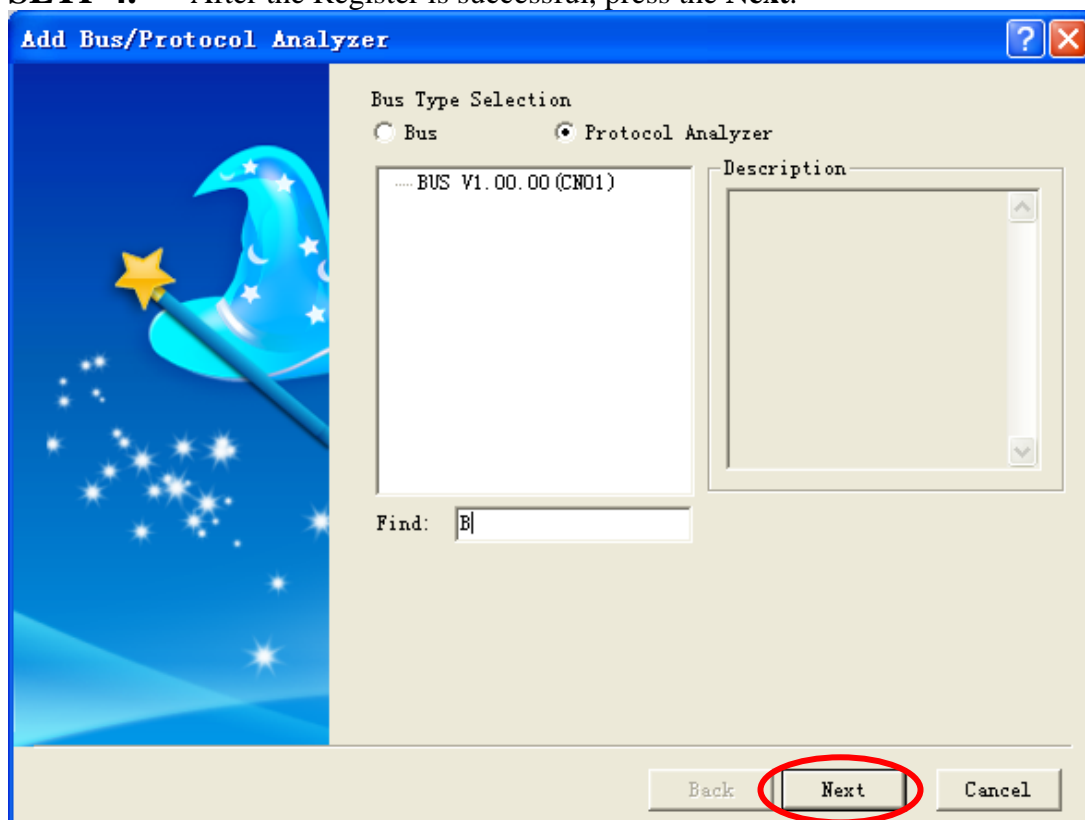 After the Register is successful, press the Next.
Add Bus/Protocol Analyzer
Bus Type Selection
Bus Protocol Analyzer
BUS V1.00.00(CN01)
Description
Find: B
Back Next Cancel